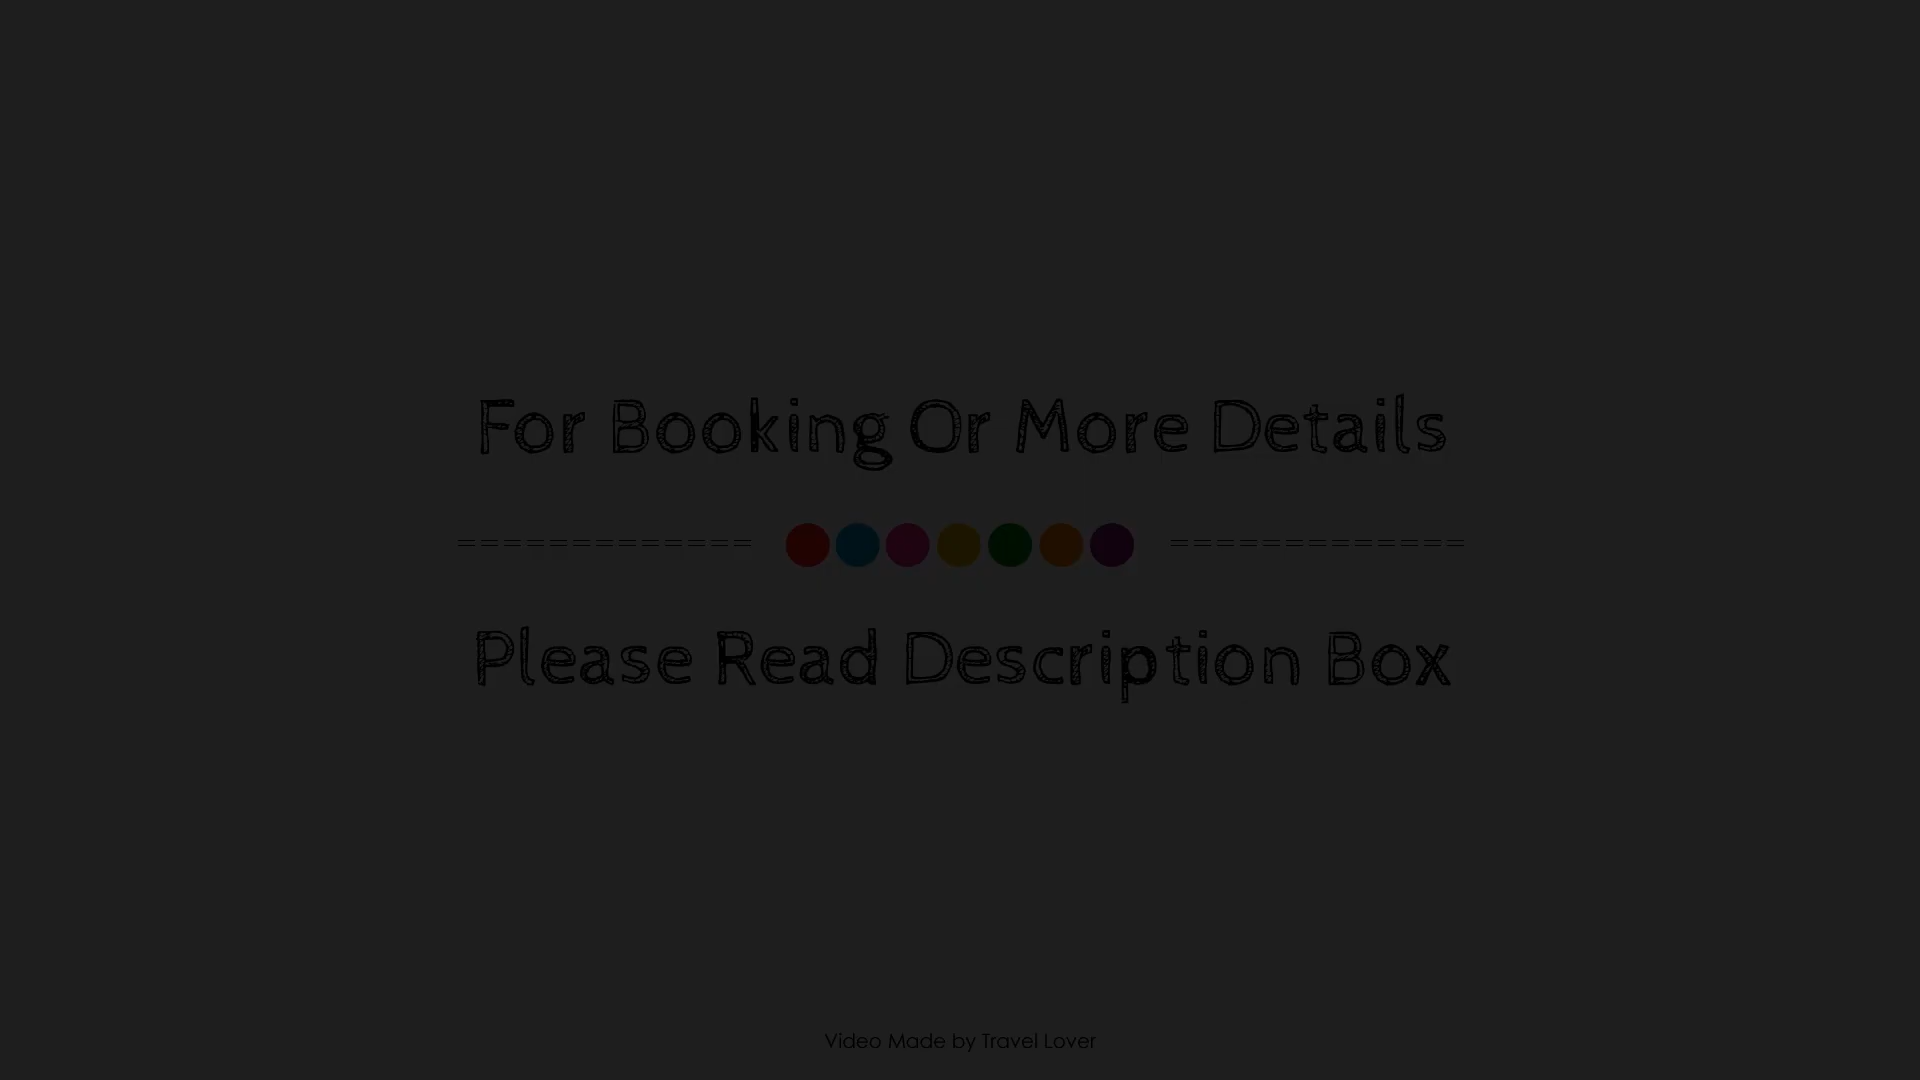 For Booking Or More Details
============= =============
Please Read Description Box
Video Made by Travel Lover